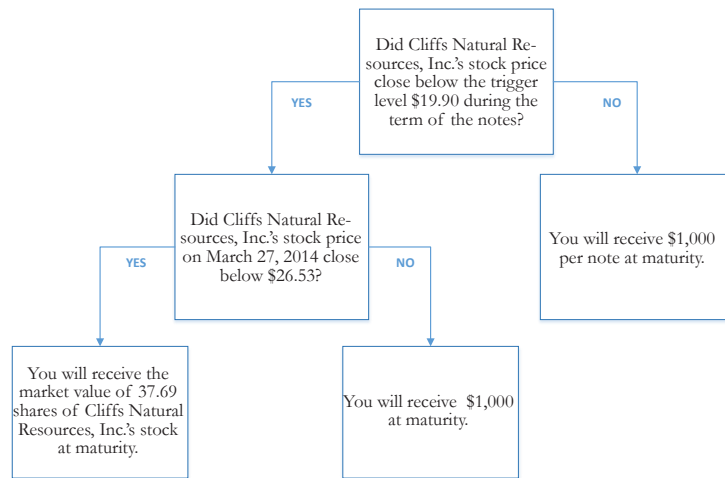 Did Cliffs Natural Re-
sources, Inc.'s stock price
close below the trigger
level $19.90 during the
term of the notes?
YES
NO
Did Cliffs Natural Re-
sources, Inc.'s stock price
on March 27, 2014 close
below $26.53?
You will receive $1,000
per note at maturity.
YES
NO
You will receive the
market value of 37.69
shares of Cliffs Natural
Resources, Inc.'s stock
at maturity.
You will receive $1,000
at maturity.